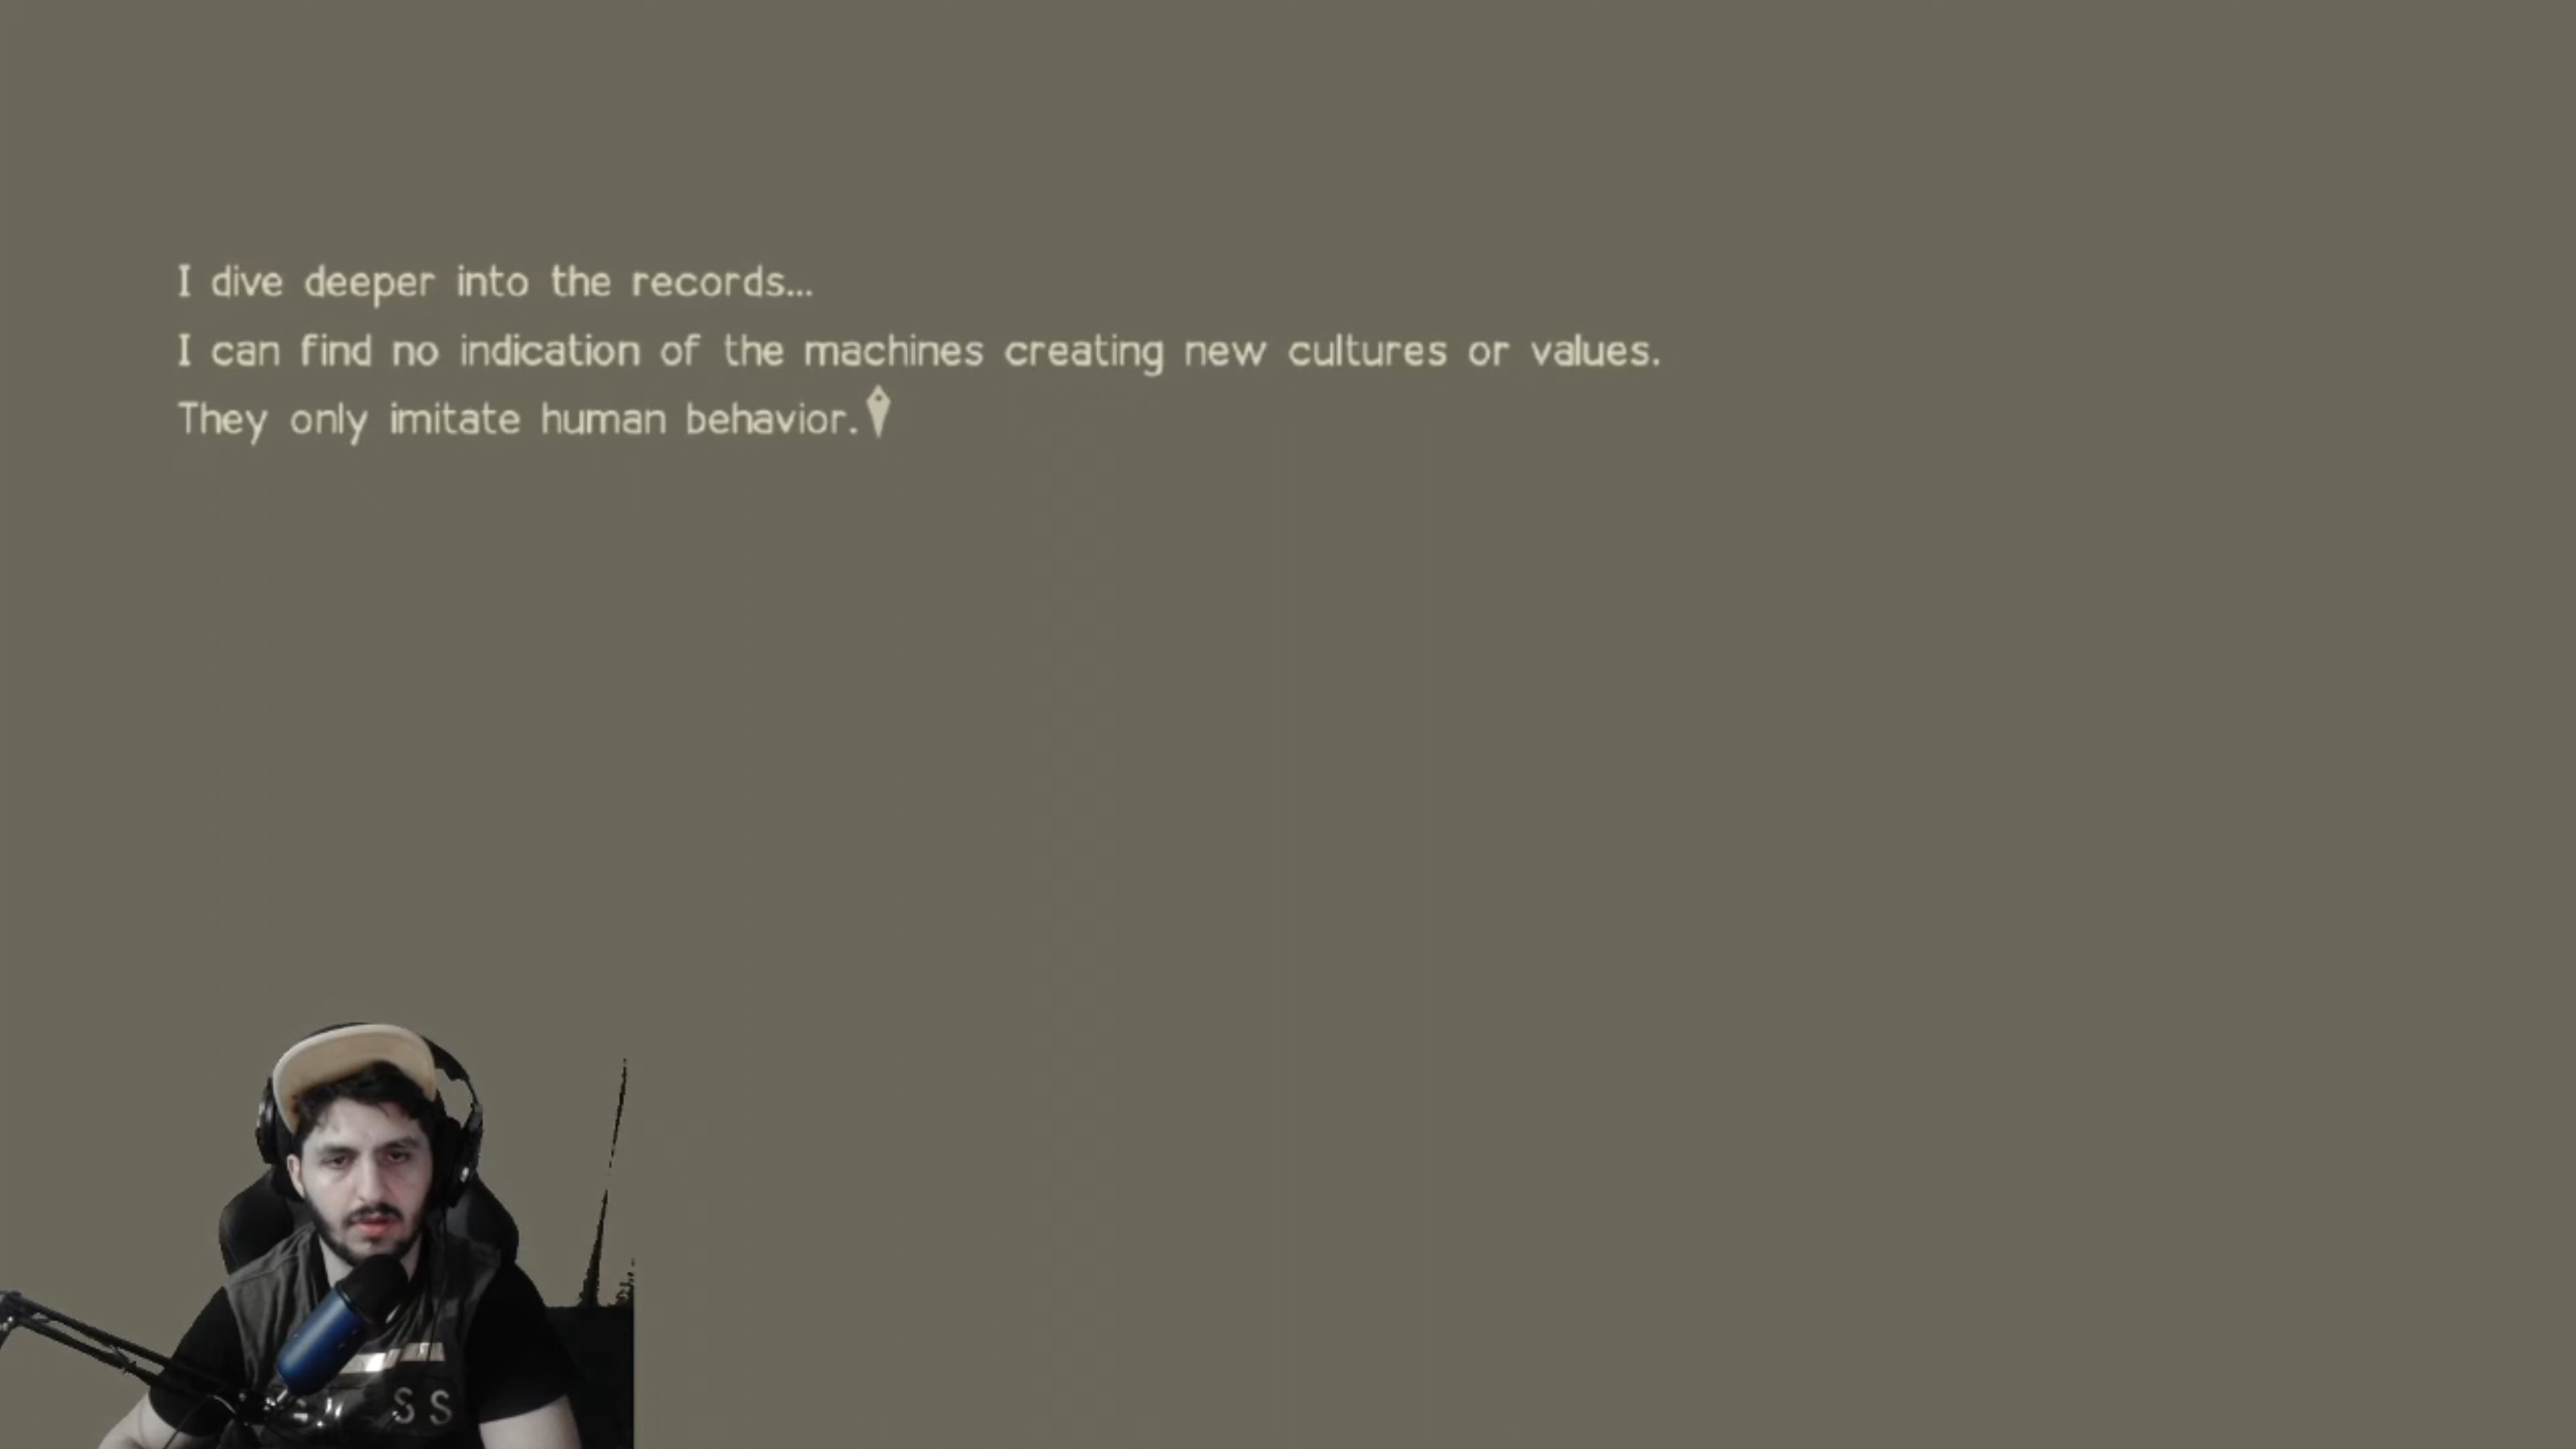 I dive deeper into the records...
I can find no indication of the machines creating new cultures or values.
They only imitate human behavior.
SS